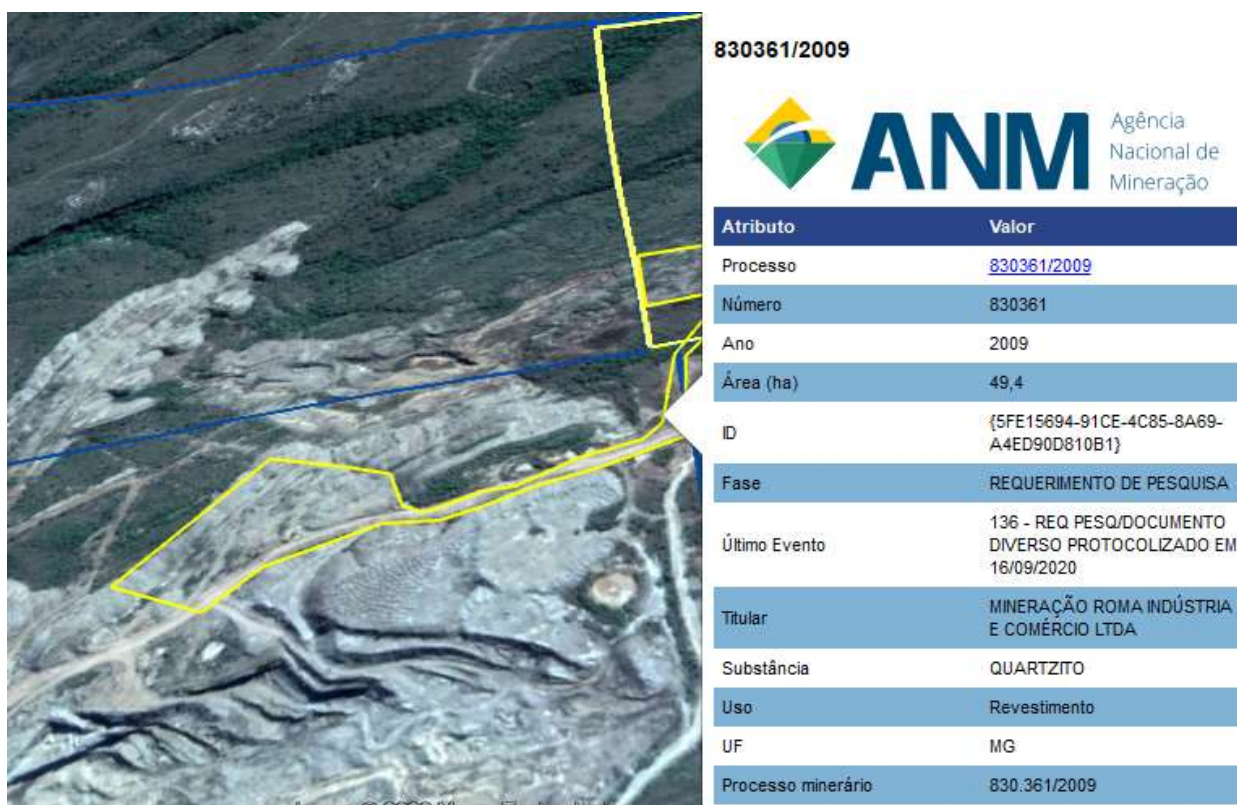 830361/2009
ANM
Agência
Nacional de
Mineração
Atributo Valor
Processo 830361/2009
Número 830361
Ano 2009
Área (ha) 49,4
ID {5FE15694-91CE-4C85-8A69-
A4ED90D810B1}
Fase REQUERIMENTO DE PESQUISA
Último Evento 136 - REQ PESQ/DOCUMENTO
DIVERSO PROTOCOLIZADO EM
16/09/2020
Titular MINERAÇÃO ROMA INDÚSTRIA
E COMÉRCIO LTDA
Substância QUARTZITO
Uso Revestimento
UF MG
Processo minerário 830.361/2009